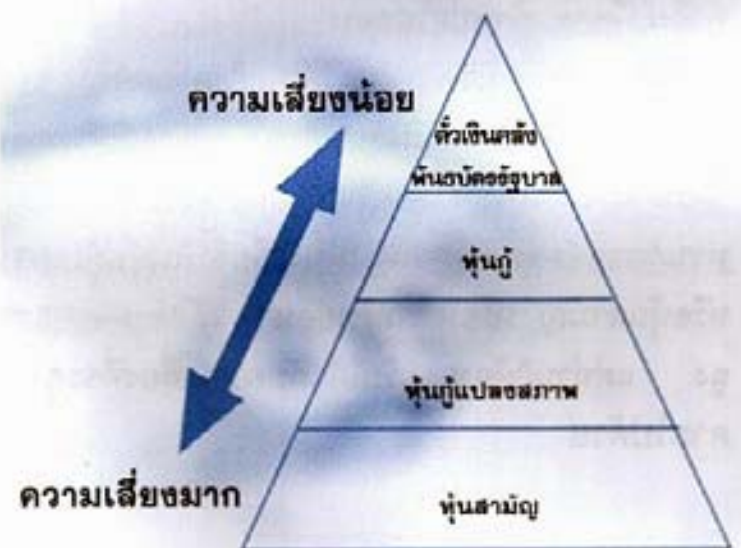 ความเสี่ยงน้อย
ตั๋วเงินคลัง
พันธบัตรรัฐบาล
หุ้นกู้
หุ้นกู้แปลงสภาพ
ความเสี่ยงมาก
หุ้นสามัญ